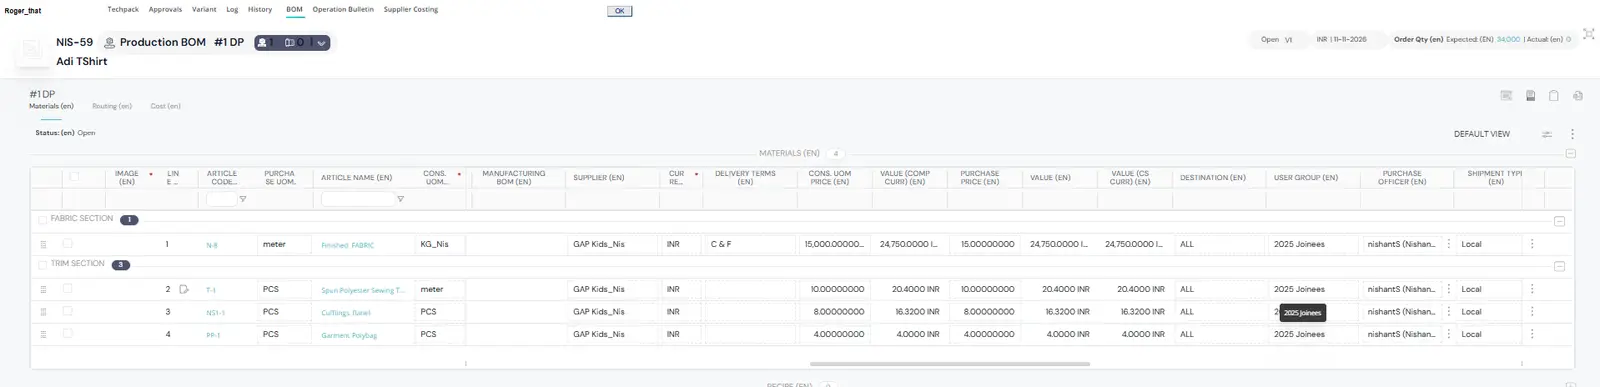 Roger_that Techpack Approvals Variant Log History BOM Operation Bulletin Supplier Costing OK
NIS-59 Production BOM #1 DP 1 0 Open V1 INR | 11-11-2026 Order Qty (en) Expected: (EN) 34,000 | Actual: (en) 0
Adi TShirt
#1 DP
Materials (en) Routing (en) Cost (en)
Status: (en) Open
DEFAULT VIEW
MATERIALS (EN) 4
IMAGE (EN) LIN E ... ARTICLE CODE... PURCHA SE UOM. ARTICLE NAME (EN) CONS. UOM... MANUFACTURING BOM (EN) SUPPLIER (EN) CUR RE... DELIVERY TERMS (EN) CONS. UOM PRICE (EN) VALUE (COMP CURR) (EN) PURCHASE PRICE (EN) VALUE (EN) VALUE (CS CURR) (EN) DESTINATION (EN) USER GROUP (EN) PURCHASE OFFICER (EN) SHIPMENT TYPE (EN)
FABRIC SECTION 1
1 N-8 meter Finished FABRIC KG_Nis GAP Kids_Nis INR C & F 15,000.00000... 24,750.0000 I... 15.00000000 24,750.0000 I... 24,750.0000 I... ALL 2025 Joinees nishantS (Nishan... Local
TRIM SECTION 3
2 T-1 PCS Spun Polyester Sewing T... meter GAP Kids_Nis INR 10.00000000 20.4000 INR 10.00000000 20.4000 INR 20.4000 INR ALL 2025 Joinees nishantS (Nishan... Local
3 NS1-1 PCS PCS GAP Kids_Nis INR 8.00000000 16.3200 INR 8.00000000 16.3200 INR 16.3200 INR ALL 2025 Joinees nishantS (Nishan... Local
4 PP-1 PCS Garment Polybag PCS GAP Kids_Nis INR 4.00000000 4.0000 INR 4.00000000 4.0000 INR 4.0000 INR ALL 2025 Joinees nishantS (Nishan... Local
RECIPE (EN) 0